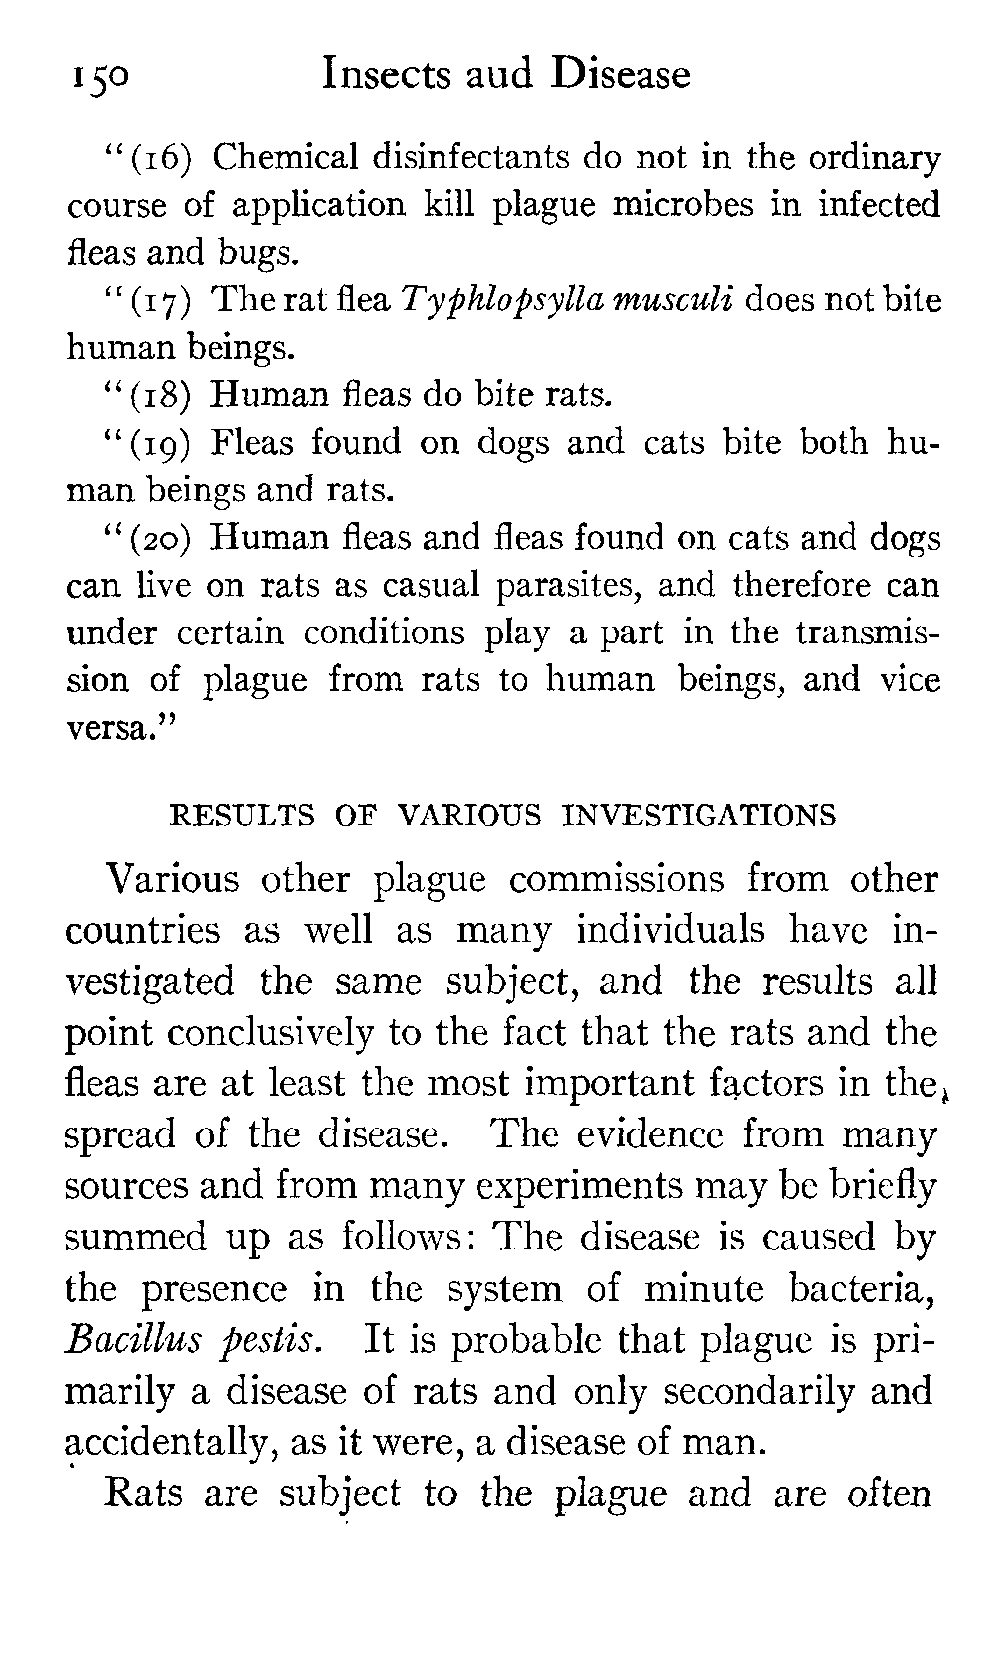 150 Insects aud Disease
“(16) Chemical disinfectants do not in the ordinary
course of application kill plague microbes in infected
fleas and bugs.
“(17) The rat flea Typhlopsylla musculi does not bite
human beings.
“(18) Human fleas do bite rats.
“(19) Fleas found on dogs and cats bite both hu-
man beings and rats.
“(20) Human fleas and fleas found on cats and dogs
can live on rats as casual parasites, and therefore can
under certain conditions play a part in the transmis-
sion of plague from rats to human beings, and vice
versa.”
RESULTS OF VARIOUS INVESTIGATIONS
Various other plague commissions from other
countries as well as many individuals have in-
vestigated the same subject, and the results all
point conclusively to the fact that the rats and the
fleas are at least the most important factors in the
spread of the disease. The evidence from many
sources and from many experiments may be briefly
summed up as follows: The disease is caused by
the presence in the system of minute bacteria,
Bacillus pestis. It is probable that plague is pri-
marily a disease of rats and only secondarily and
accidentally, as it were, a disease of man.
Rats are subject to the plague and are often